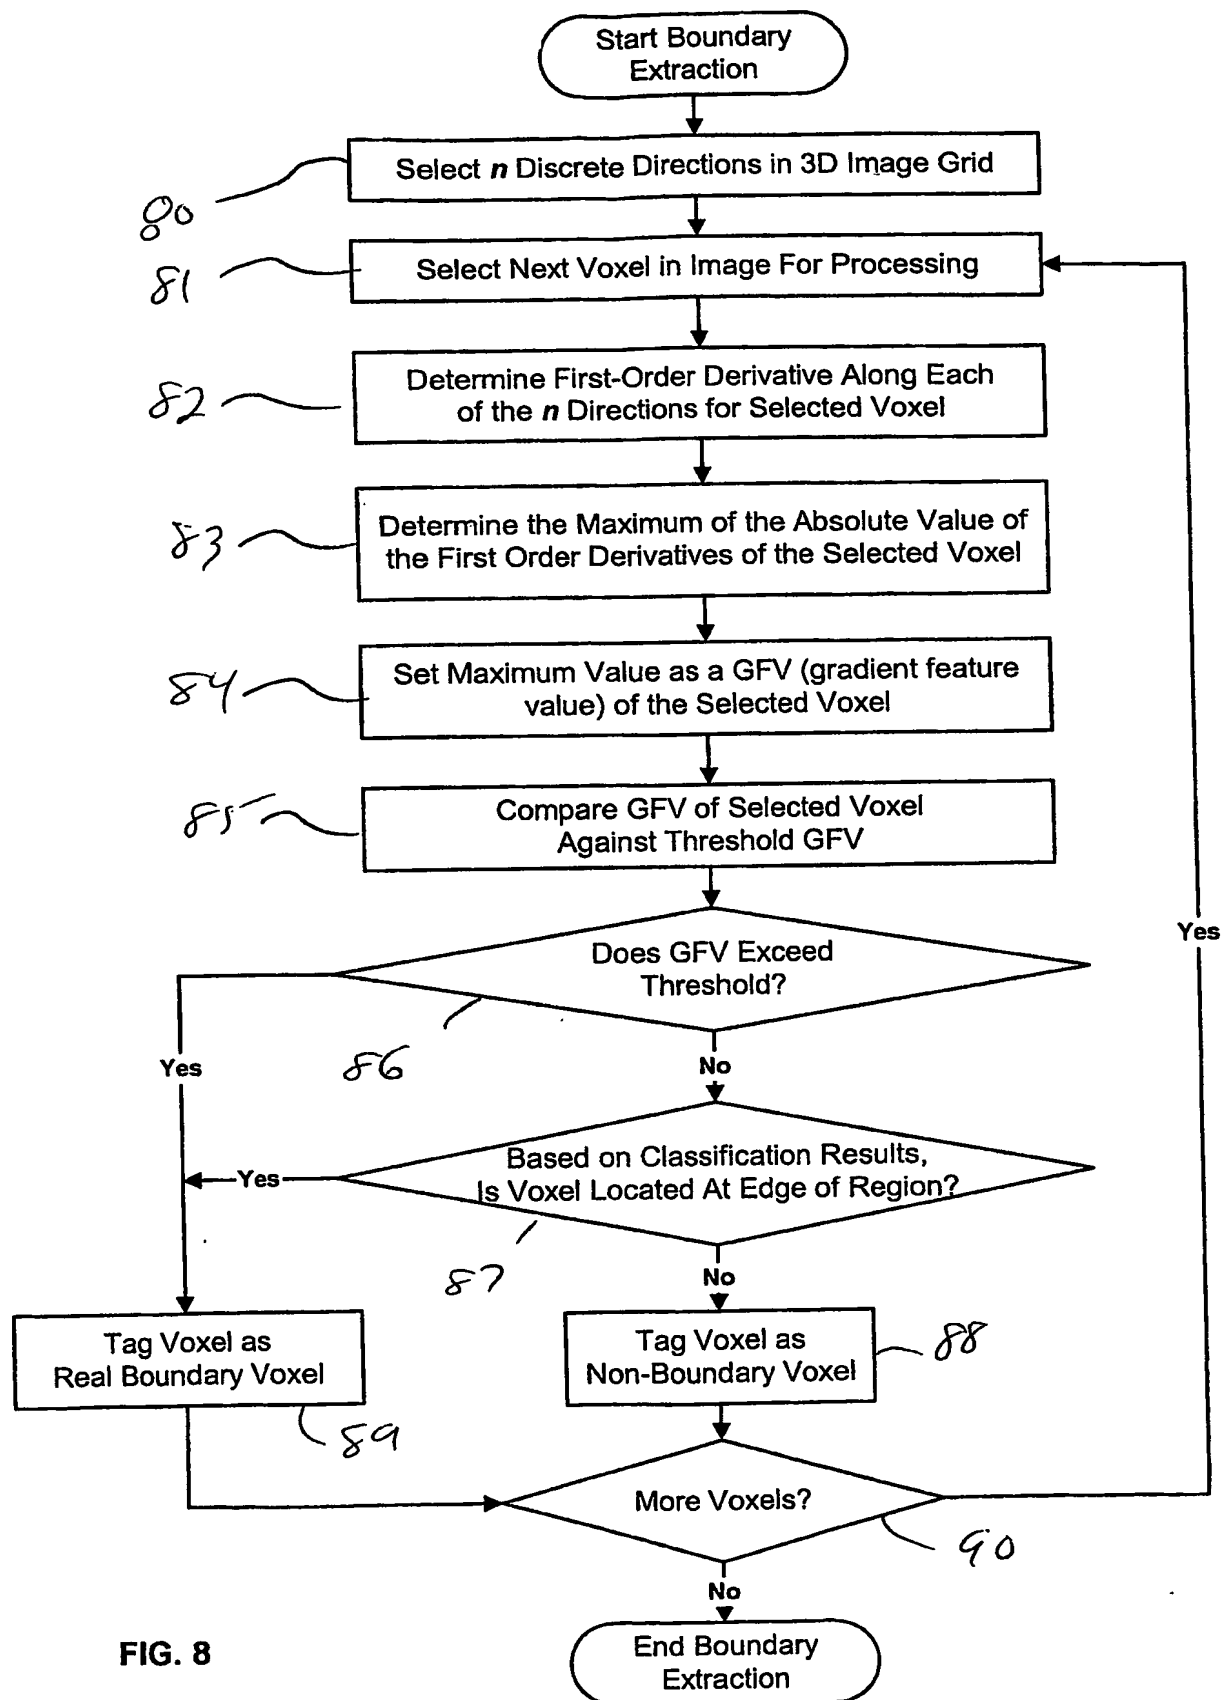 Start Boundary
Extraction
Select n Discrete Directions in 3D Image Grid
80
Select Next Voxel in Image For Processing
81
Determine First-Order Derivative Along Each
of the n Directions for Selected Voxel
82
Determine the Maximum of the Absolute Value of
the First Order Derivatives of the Selected Voxel
83
Set Maximum Value as a GFV (gradient feature
value) of the Selected Voxel
84
Compare GFV of Selected Voxel
Against Threshold GFV
85
Does GFV Exceed
Threshold?
86
Yes
Yes
No
Based on Classification Results,
Is Voxel Located At Edge of Region?
Yes
87
No
Tag Voxel as
Real Boundary Voxel
89
Tag Voxel as
Non-Boundary Voxel
88
More Voxels?
90
No
End Boundary
Extraction
FIG. 8